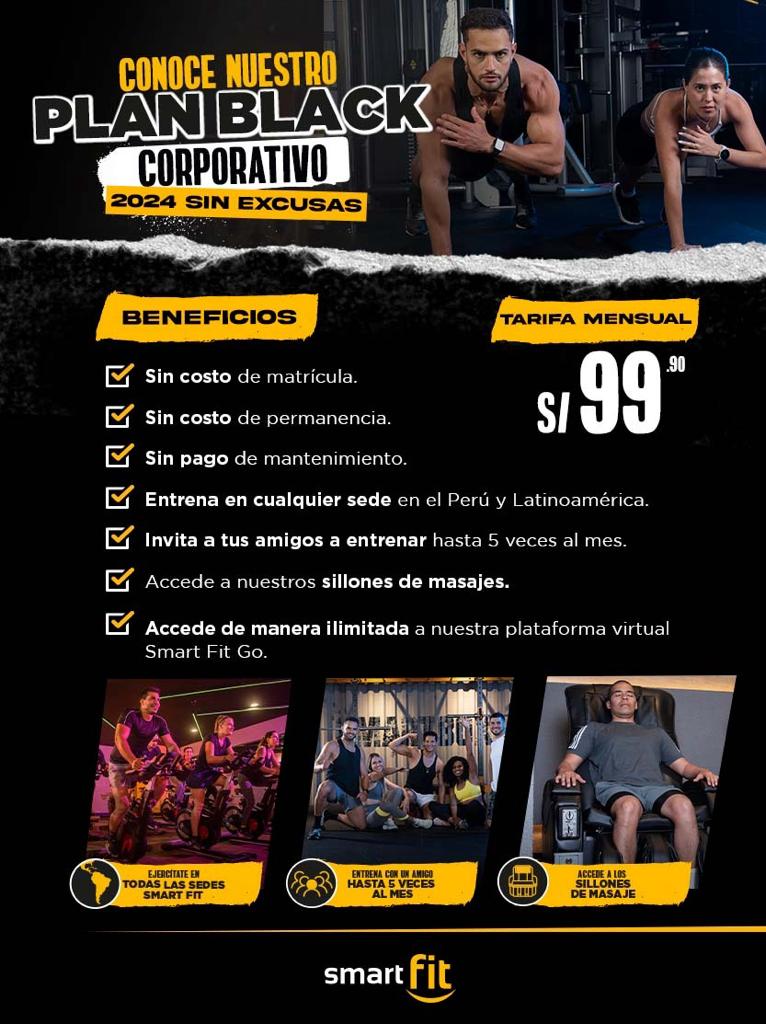 CONOCE NUESTRO
PLAN BLACK
CORPORATIVO
2024 SIN EXCUSAS
BENEFICIOS
TARIFA MENSUAL
S/ 99.90
Sin costo de matrícula.
Sin costo de permanencia.
Sin pago de mantenimiento.
Entrena en cualquier sede en el Perú y Latinoamérica.
Invita a tus amigos a entrenar hasta 5 veces al mes.
Accede a nuestros sillones de masajes.
Accede de manera ilimitada a nuestra plataforma virtual
Smart Fit Go.
EJERCÍTATE EN
TODAS LAS SEDES
SMART FIT
ENTRENA CON UN AMIGO
HASTA 5 VECES
AL MES
ACCEDE A LOS
SILLONES
DE MASAJE
smart fit